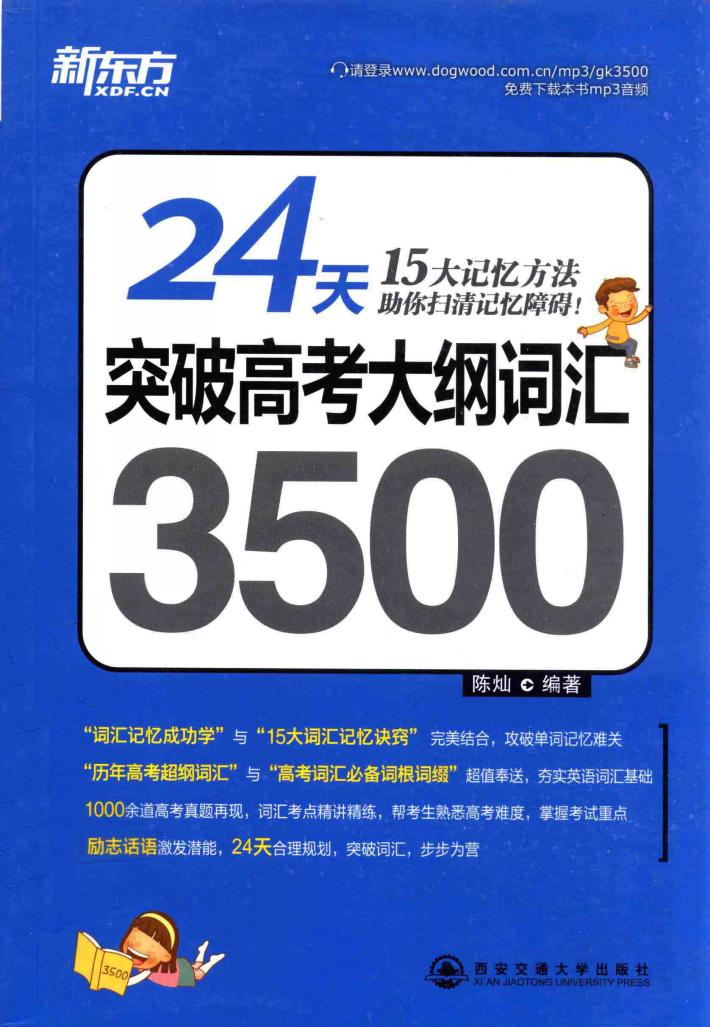 新东方
XDF.CN
请登录www.dogwood.com.cn/mp3/gk3500
免费下载本书mp3音频
24天
15大记忆方法
助你扫清记忆障碍!
突破高考大纲词汇
3500
陈灿 编著
“词汇记忆成功学”与“15大词汇记忆诀窍”完美结合，攻破单词记忆难关
“历年高考超纲词汇”与“高考词汇必备词根词缀”超值奉送，夯实英语词汇基础
1000余道高考真题再现，词汇考点精讲精练，帮考生熟悉高考难度，掌握考试重点
励志话语激发潜能，24天合理规划，突破词汇，步步为营
3500
西安交通大学出版社
XI'AN JIAOTONG UNIVERSITY PRESS